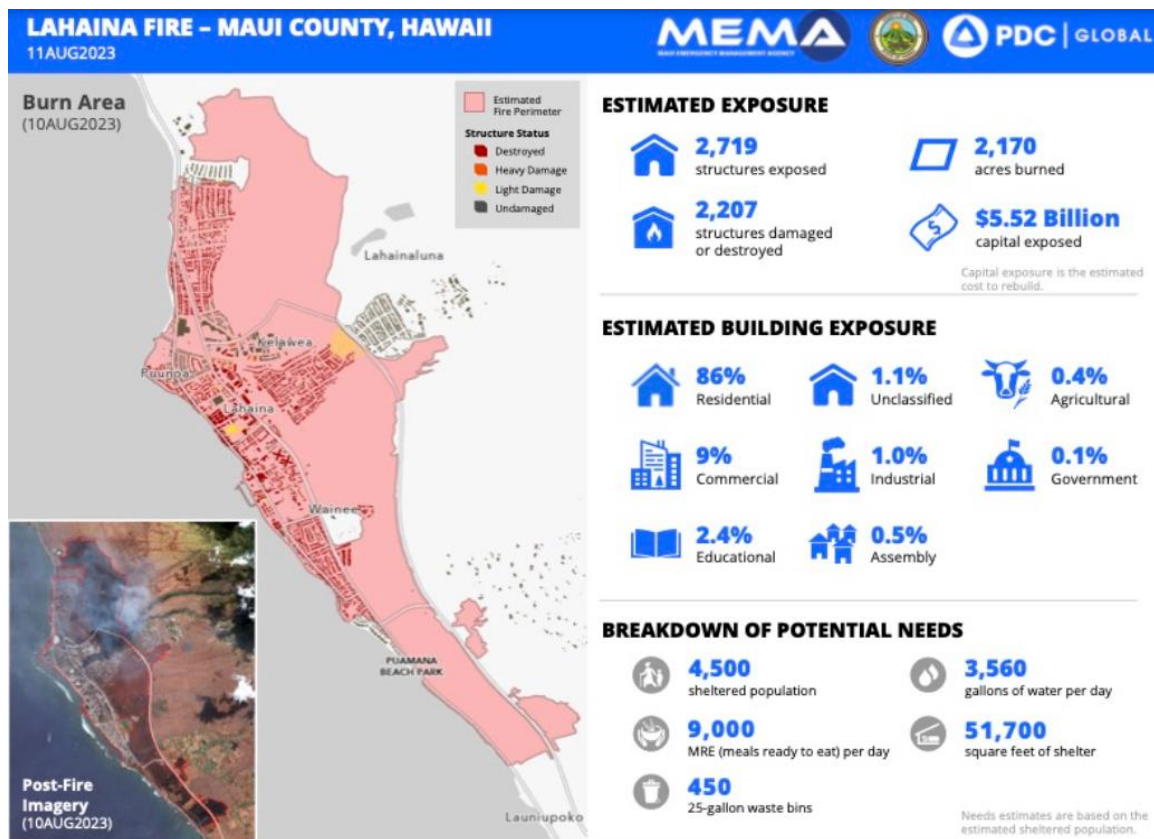 LAHAINA FIRE – MAUI COUNTY, HAWAII
11AUG2023
MEMA
MAUI EMERGENCY MANAGEMENT AGENCY
PDC | GLOBAL
Burn Area
(10AUG2023)
Estimated
Fire Perimeter
Structure Status
Destroyed
Heavy Damage
Light Damage
Undamaged
Lahainaluna
Kelawea
Puunoa
Lahaina
Wainee
PUAMANA
BEACH PARK
Launiupoko
Post-Fire
Imagery
(10AUG2023)
ESTIMATED EXPOSURE
2,719
structures exposed
2,170
acres burned
2,207
structures damaged
or destroyed
$5.52 Billion
capital exposed
Capital exposure is the estimated
cost to rebuild.
ESTIMATED BUILDING EXPOSURE
86%
Residential
1.1%
Unclassified
0.4%
Agricultural
9%
Commercial
1.0%
Industrial
0.1%
Government
2.4%
Educational
0.5%
Assembly
BREAKDOWN OF POTENTIAL NEEDS
4,500
sheltered population
3,560
gallons of water per day
9,000
MRE (meals ready to eat) per day
51,700
square feet of shelter
450
25-gallon waste bins
Needs estimates are based on the
estimated sheltered population.